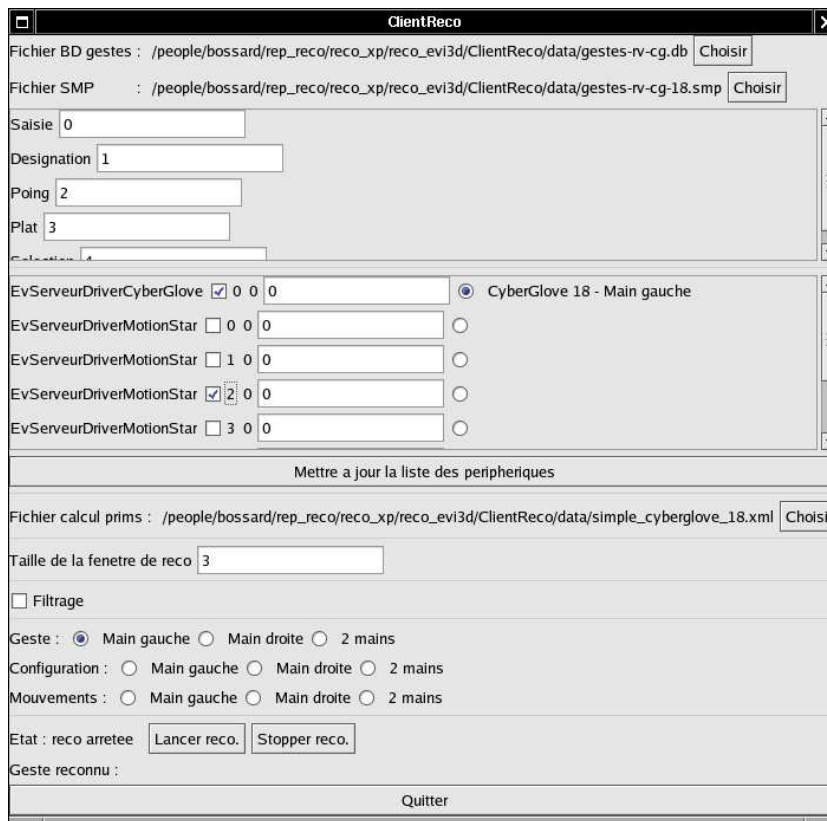 ClientReco
Fichier BD gestes : /people/bossard/rep_reco/reco_xp/reco_evi3d/ClientReco/data/gestes-rv-cg.db Choisir
Fichier SMP : /people/bossard/rep_reco/reco_xp/reco_evi3d/ClientReco/data/gestes-rv-cg-18.smp Choisir
Saisie 0
Designation 1
Poing 2
Plat 3
Selection 4
EvServeurDriverCyberGlove 0 0 0 CyberGlove 18 - Main gauche
EvServeurDriverMotionStar 0 0 0
EvServeurDriverMotionStar 1 0 0
EvServeurDriverMotionStar 2 0 0
EvServeurDriverMotionStar 3 0 0
Mettre a jour la liste des peripheriques
Fichier calcul prims : /people/bossard/rep_reco/reco_xp/reco_evi3d/ClientReco/data/simple_cyberglove_18.xml Choisi
Taille de la fenetre de reco 3
Filtrage
Geste : Main gauche Main droite 2 mains
Configuration : Main gauche Main droite 2 mains
Mouvements : Main gauche Main droite 2 mains
Etat : reco arretee Lancer reco. Stopper reco.
Geste reconnu :
Quitter